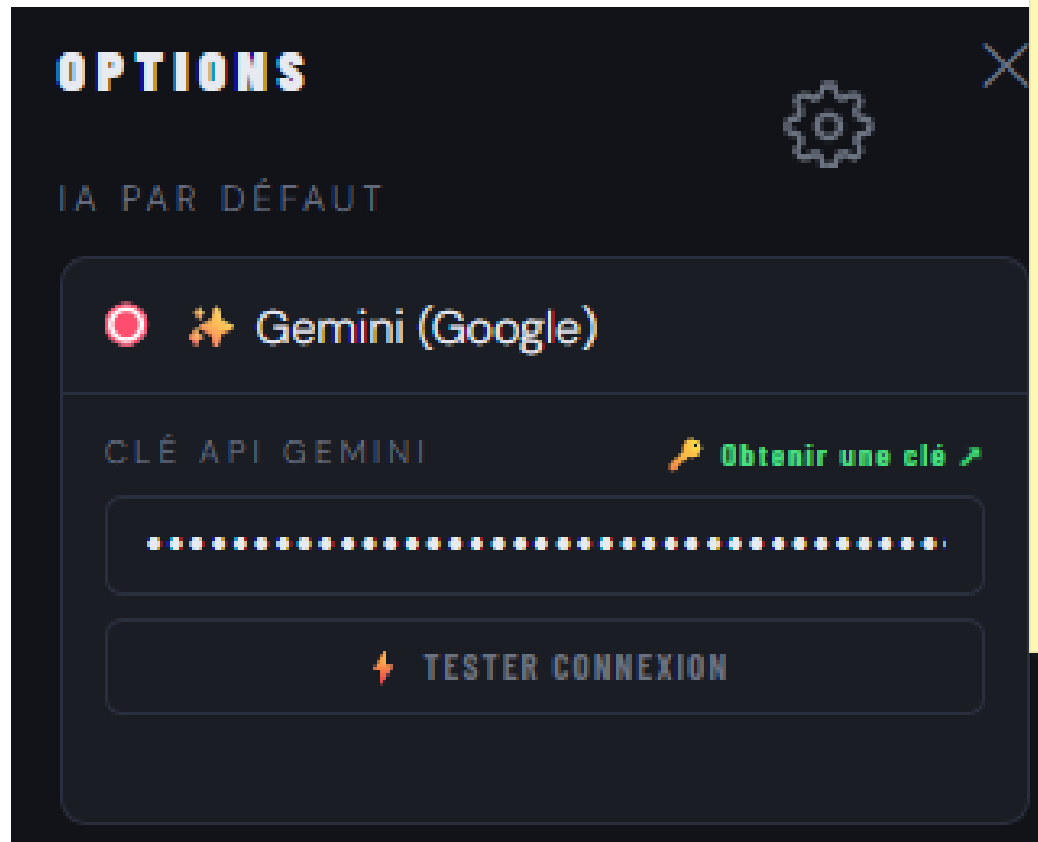 OPTIONS
IA PAR DÉFAUT
Gemini (Google)
CLÉ API GEMINI
Obtenir une clé ↗
TESTER CONNEXION